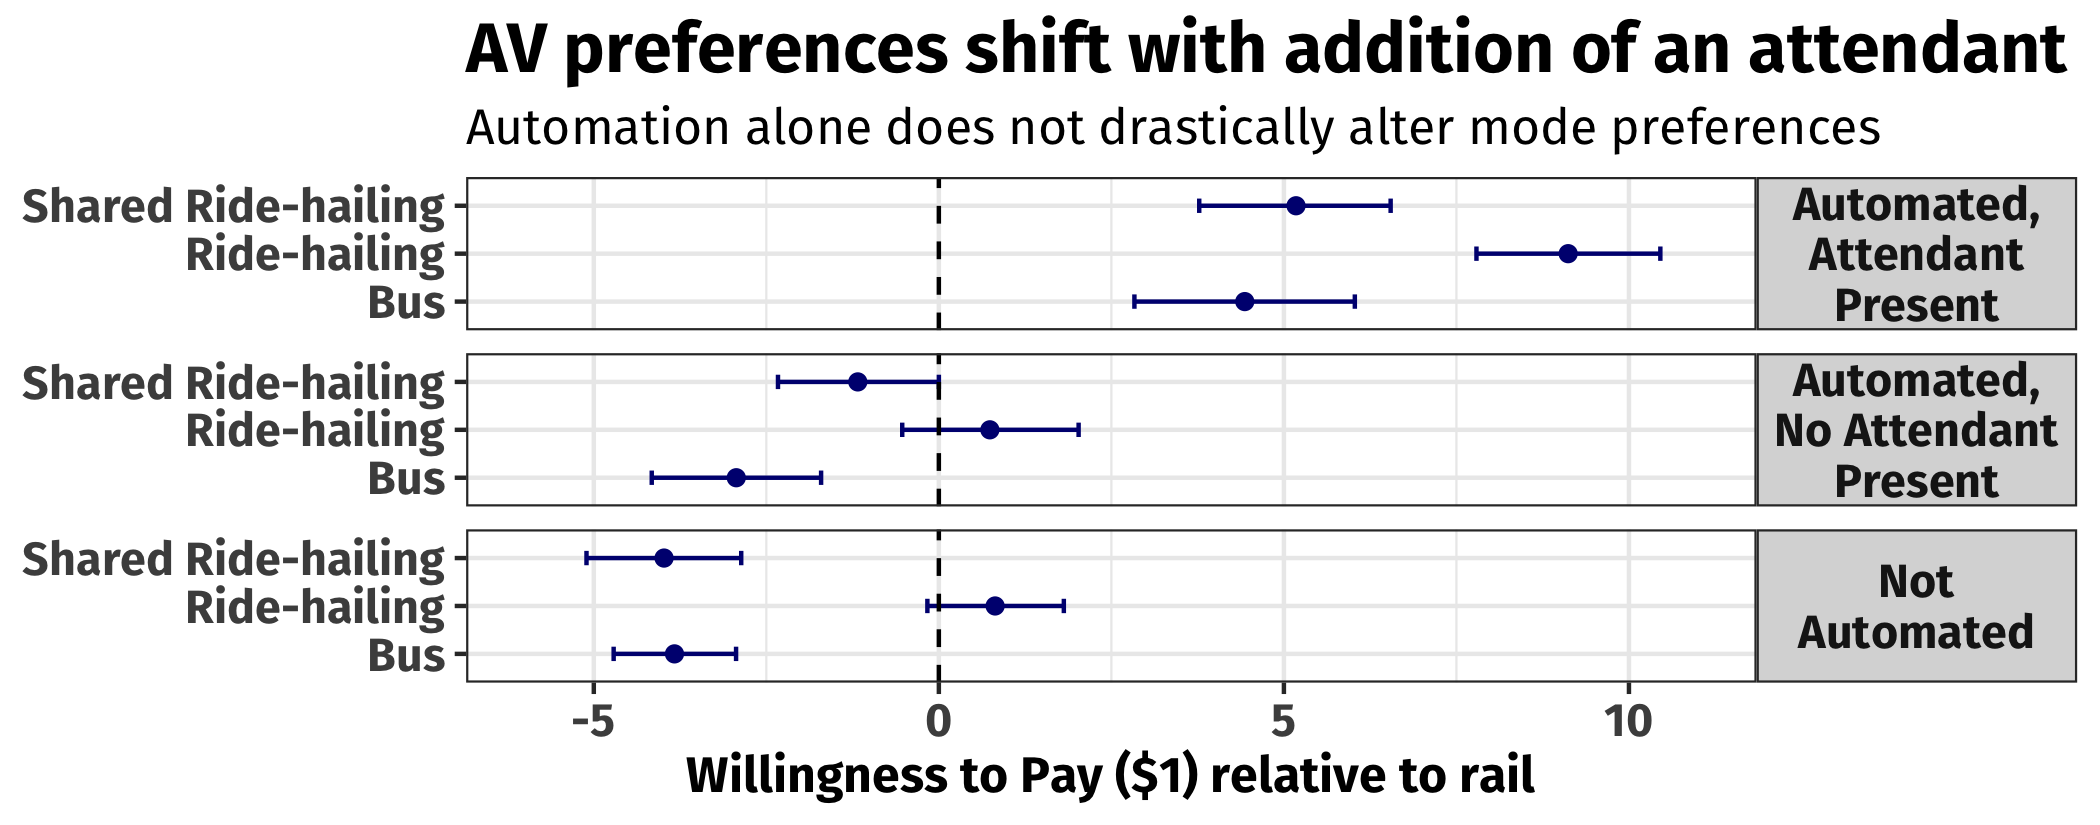 AV preferences shift with addition of an attendant
Automation alone does not drastically alter mode preferences
Shared Ride-hailing
Ride-hailing
Bus
Automated,
Attendant
Present
Shared Ride-hailing
Ride-hailing
Bus
Automated,
No Attendant
Present
Shared Ride-hailing
Ride-hailing
Bus
Not
Automated
-5 0 5 10
Willingness to Pay ($1) relative to rail